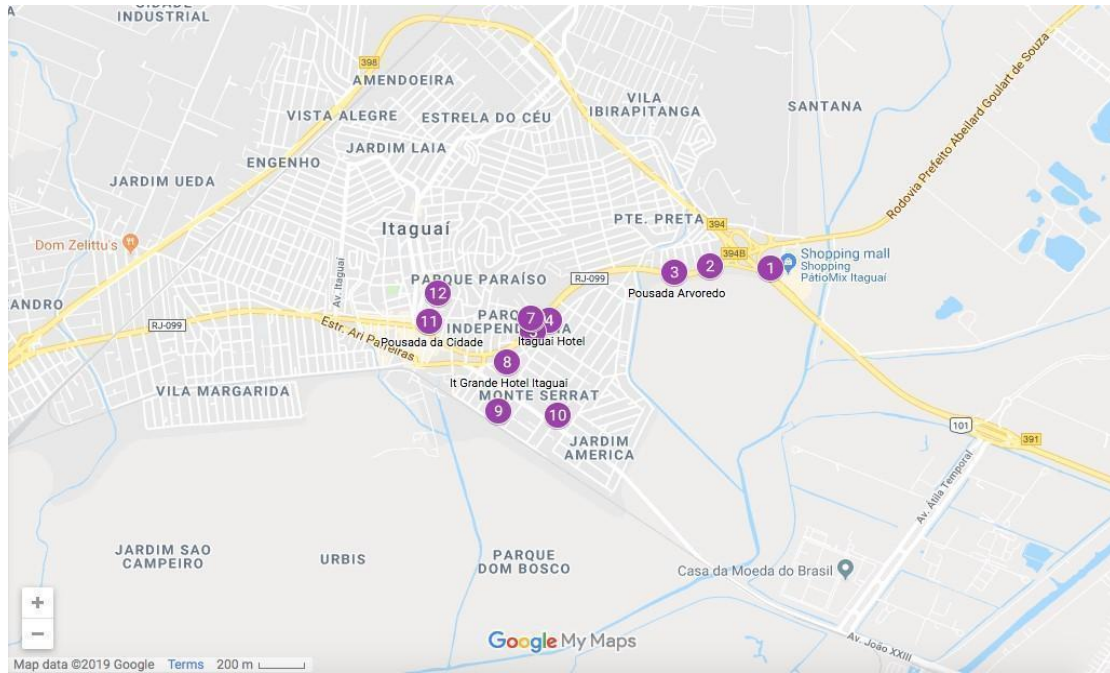 CIDADE
INDUSTRIAL
398
AMENDOEIRA
VISTA ALEGRE
ESTRELA DO CÉU
VILA
IBIRAPITANGA
SANTANA
Rodovia Prefeito Abeilard Goulart de Souza
JARDIM LAIA
ENGENHO
JARDIM UEDA
Itaguaí
PTE. PRETA
394
394B
Dom Zelittu's
Shopping mall
Shopping
PátioMix Itaguaí
1
2
3
Pousada Arvoredo
RJ-099
PARQUE PARAÍSO
12
Av. Itaguaí
ANDRO
RJ-099
Estr. Ari Parreiras
11
Pousada da Cidade
7
4
INDEPENDÊNCIA
Itaguai Hotel
8
It Grande Hotel Itaguaí
VILA MARGARIDA
MONTE SERRAT
9
10
JARDIM
AMERICA
101
391
Av. Átila Temporal
JARDIM SAO
CAMPEIRO
URBIS
PARQUE
DOM BOSCO
Casa da Moeda do Brasil
Av. João XXIII
+
−
Google My Maps
Map data ©2019 Google Terms 200 m